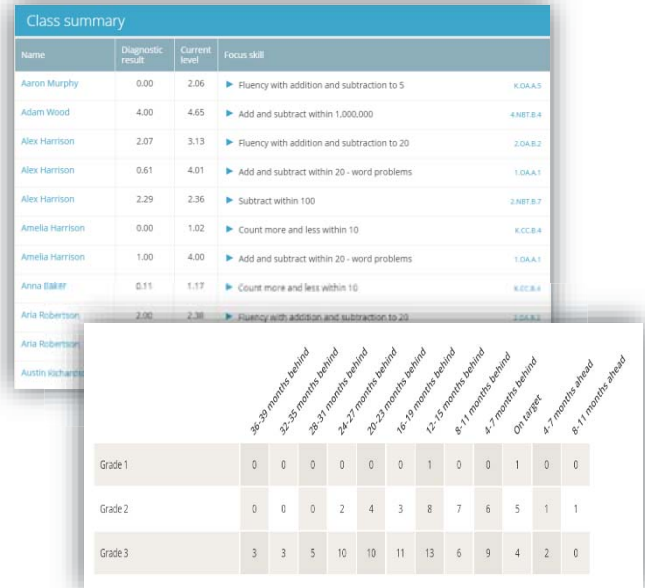 Class summary
Name Diagnostic result Current level Focus skill
Aaron Murphy 0.00 2.06 ▶ Fluency with addition and subtraction to 5 K.OA.A.5
Adam Wood 4.00 4.65 ▶ Add and subtract within 1,000,000 4.NBT.B.4
Alex Harrison 2.07 3.13 ▶ Fluency with addition and subtraction to 20 2.OA.B.2
Alex Harrison 0.61 4.01 ▶ Add and subtract within 20 - word problems 1.OA.A.1
Alex Harrison 2.29 2.36 ▶ Subtract within 100 2.NBT.B.7
Amelia Harrison 0.00 1.02 ▶ Count more and less within 10 K.CC.B.4
Amelia Harrison 1.00 4.00 ▶ Add and subtract within 20 - word problems 1.OA.A.1
Anna Baker 0.11 1.17 ▶ Count more and less within 10 K.CC.B.4
Aria Robertson 2.00 2.38 ▶ Fluency with addition and subtraction to 20 2.OA.B.2
Aria Robertson
Austin
36-39 months behind 32-35 months behind 28-31 months behind 24-27 months behind 20-23 months behind 16-19 months behind 12-15 months behind 8-11 months behind 4-7 months behind On target 4-7 months ahead 8-11 months ahead
Grade 1 0 0 0 0 0 0 1 0 0 1 0 0
Grade 2 0 0 0 2 4 3 8 7 6 5 1 1
Grade 3 3 3 5 10 10 11 13 6 9 4 2 0